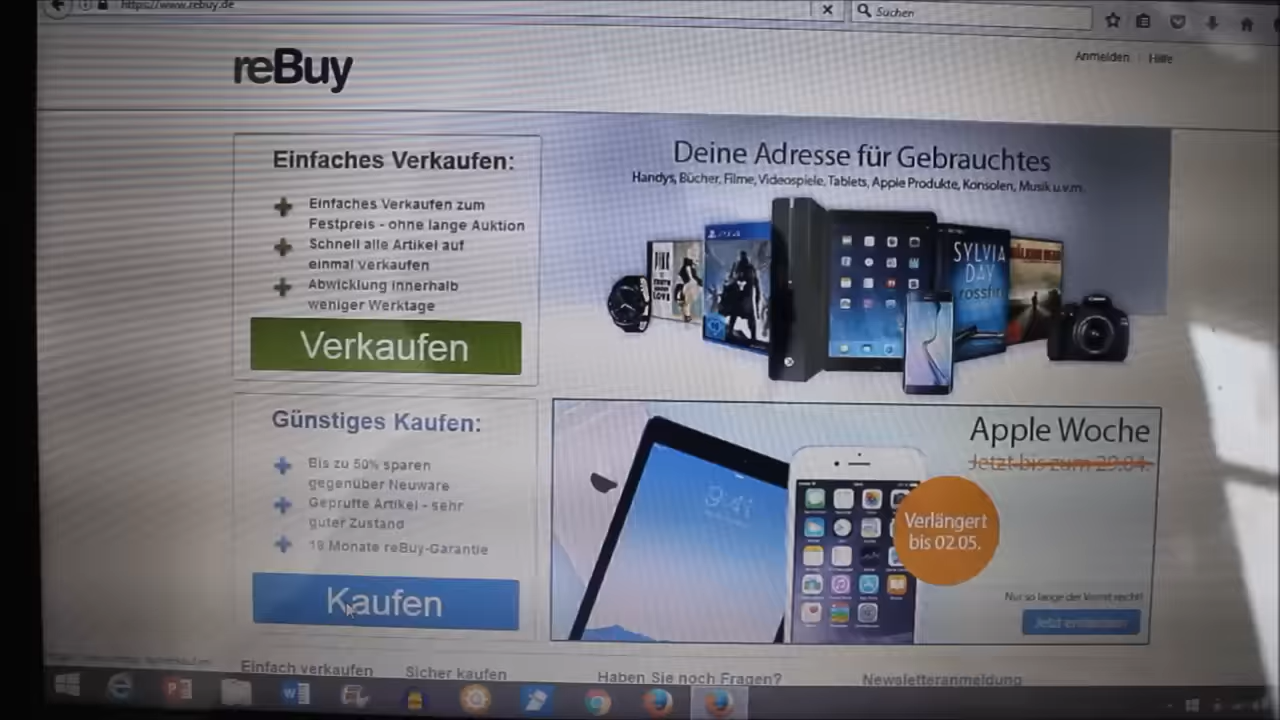 https://www.rebuy.de
Suchen
reBuy
Anmelden
Hilfe
Einfaches Verkaufen:
Einfaches Verkaufen zum
Festpreis - ohne lange Auktion
Schnell alle Artikel auf
einmal verkaufen
Abwicklung innerhalb
weniger Werktage
Verkaufen
Deine Adresse für Gebrauchtes
Handys, Bücher, Filme, Videospiele, Tablets, Apple Produkte, Konsolen, Musik u.v.m.
SYLVIA
DAY
Canon
Günstiges Kaufen:
Bis zu 50% sparen
gegenüber Neuware
Geprüfte Artikel - sehr
guter Zustand
18 Monate reBuy-Garantie
Kaufen
Apple Woche
Jetzt bis zum 29.04.
9:41
Verlängert
bis 02.05.
Nur so lange der Vorrat reicht!
Einfach verkaufen
Sicher kaufen
Haben Sie noch Fragen?
Newsletteranmeldung